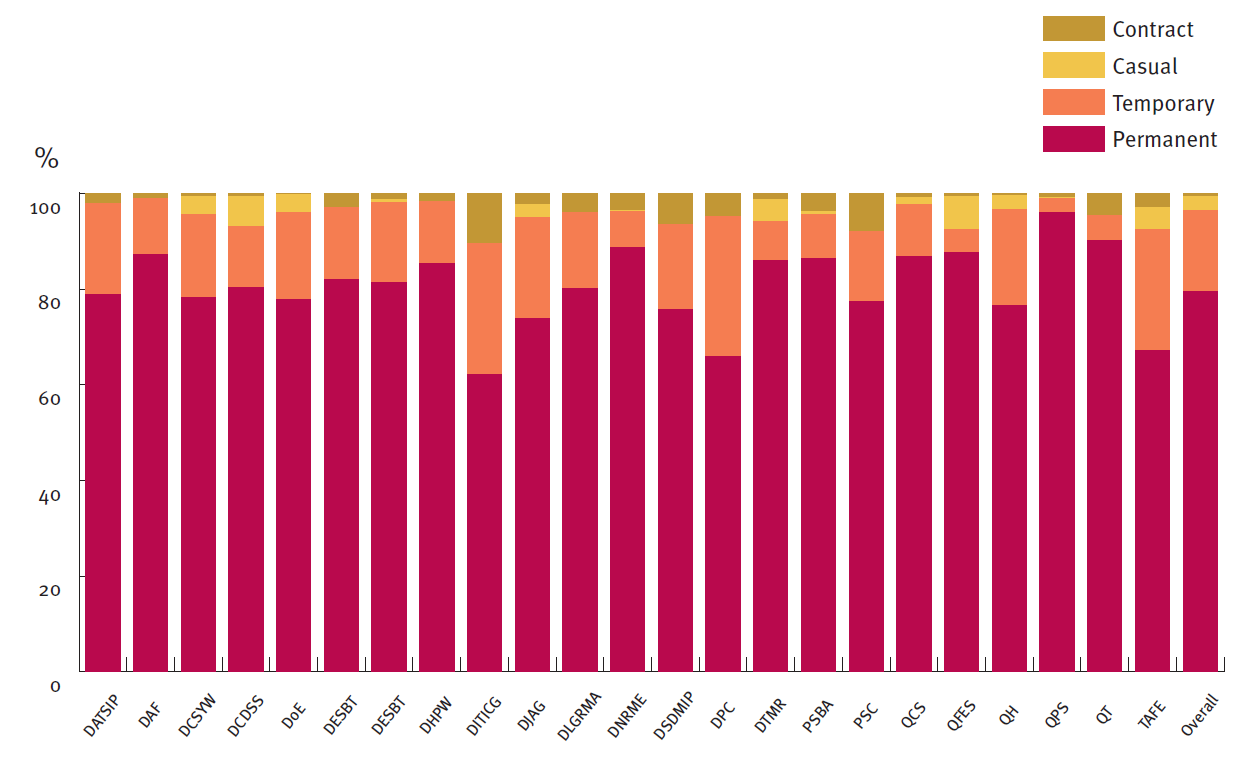 Contract
Casual
Temporary
Permanent
%
100
80
60
40
20
0
DATSIP
DAF
DCSYW
DCDSS
DoE
DESBT
DESBT
DHPW
DITICG
DJAG
DLGRMA
DNRME
DSDMIP
DPC
DTMR
PSBA
PSC
QCS
QFES
QH
QPS
QT
TAFE
Overall